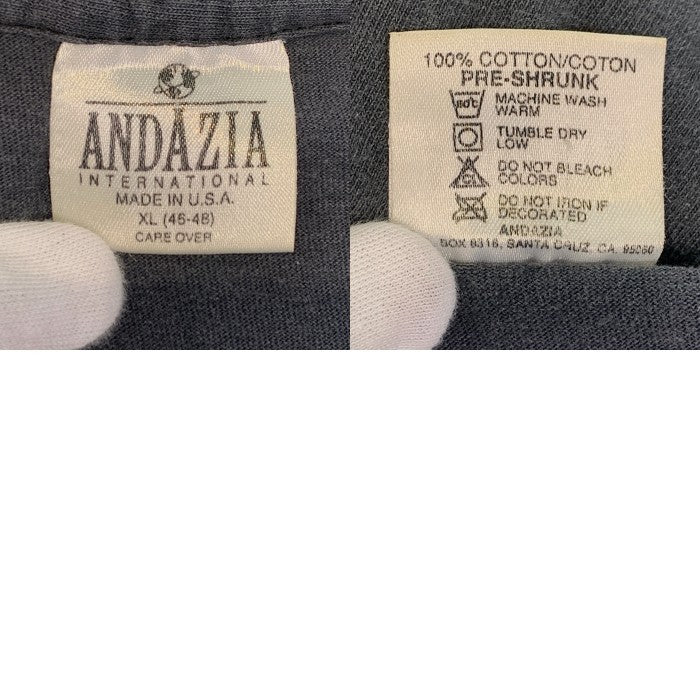 ANDÁZIA
INTERNATIONAL
MADE IN U.S.A.
XL (46-48)
CARE OVER
100% COTTON/COTON
PRE-SHRUNK
MACHINE WASH
WARM
TUMBLE DRY
LOW
DO NOT BLEACH
COLORS
DO NOT IRON IF
DECORATED
ANDAZIA
BOX 8316, SANTA CRUZ, CA. 95060